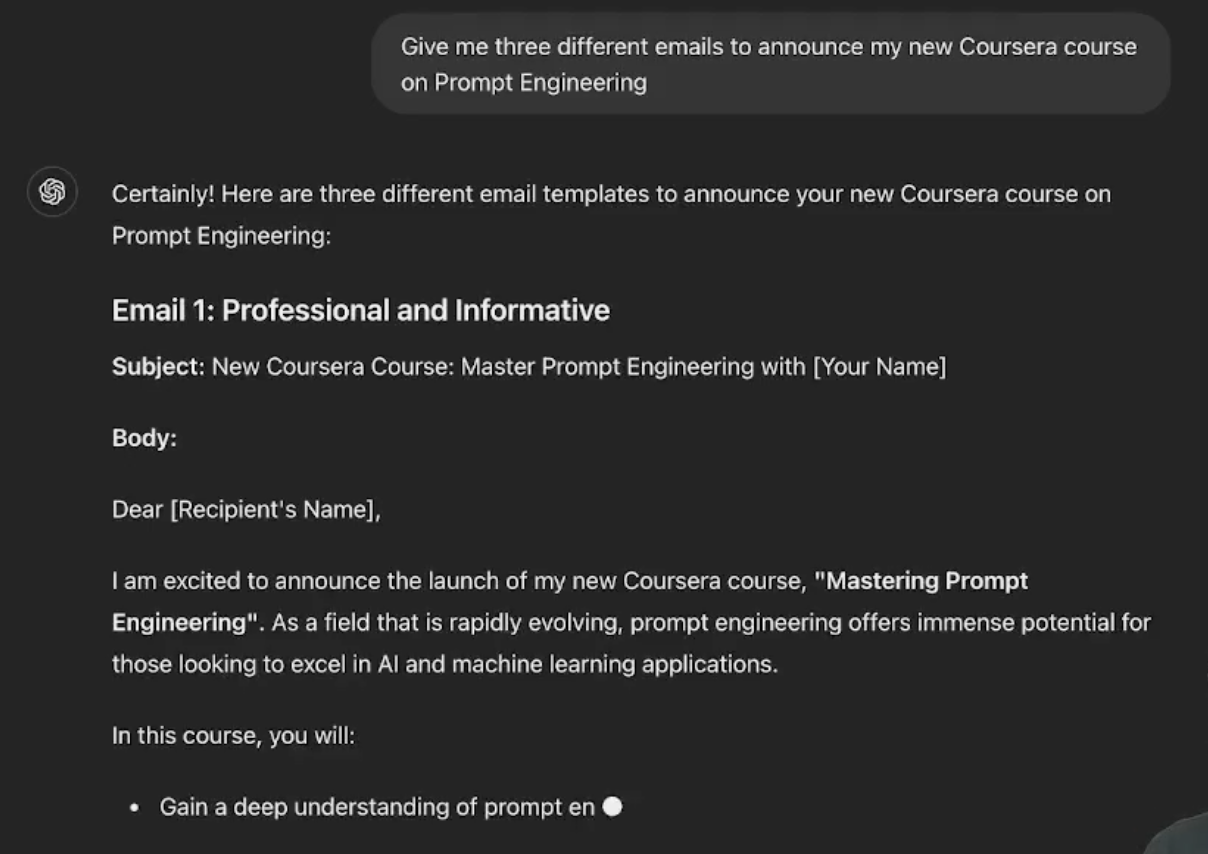 Give me three different emails to announce my new Coursera course
on Prompt Engineering
Certainly! Here are three different email templates to announce your new Coursera course on
Prompt Engineering:
Email 1: Professional and Informative
Subject: New Coursera Course: Master Prompt Engineering with [Your Name]
Body:
Dear [Recipient's Name],
I am excited to announce the launch of my new Coursera course, "Mastering Prompt
Engineering". As a field that is rapidly evolving, prompt engineering offers immense potential for
those looking to excel in AI and machine learning applications.
In this course, you will:
• Gain a deep understanding of prompt en